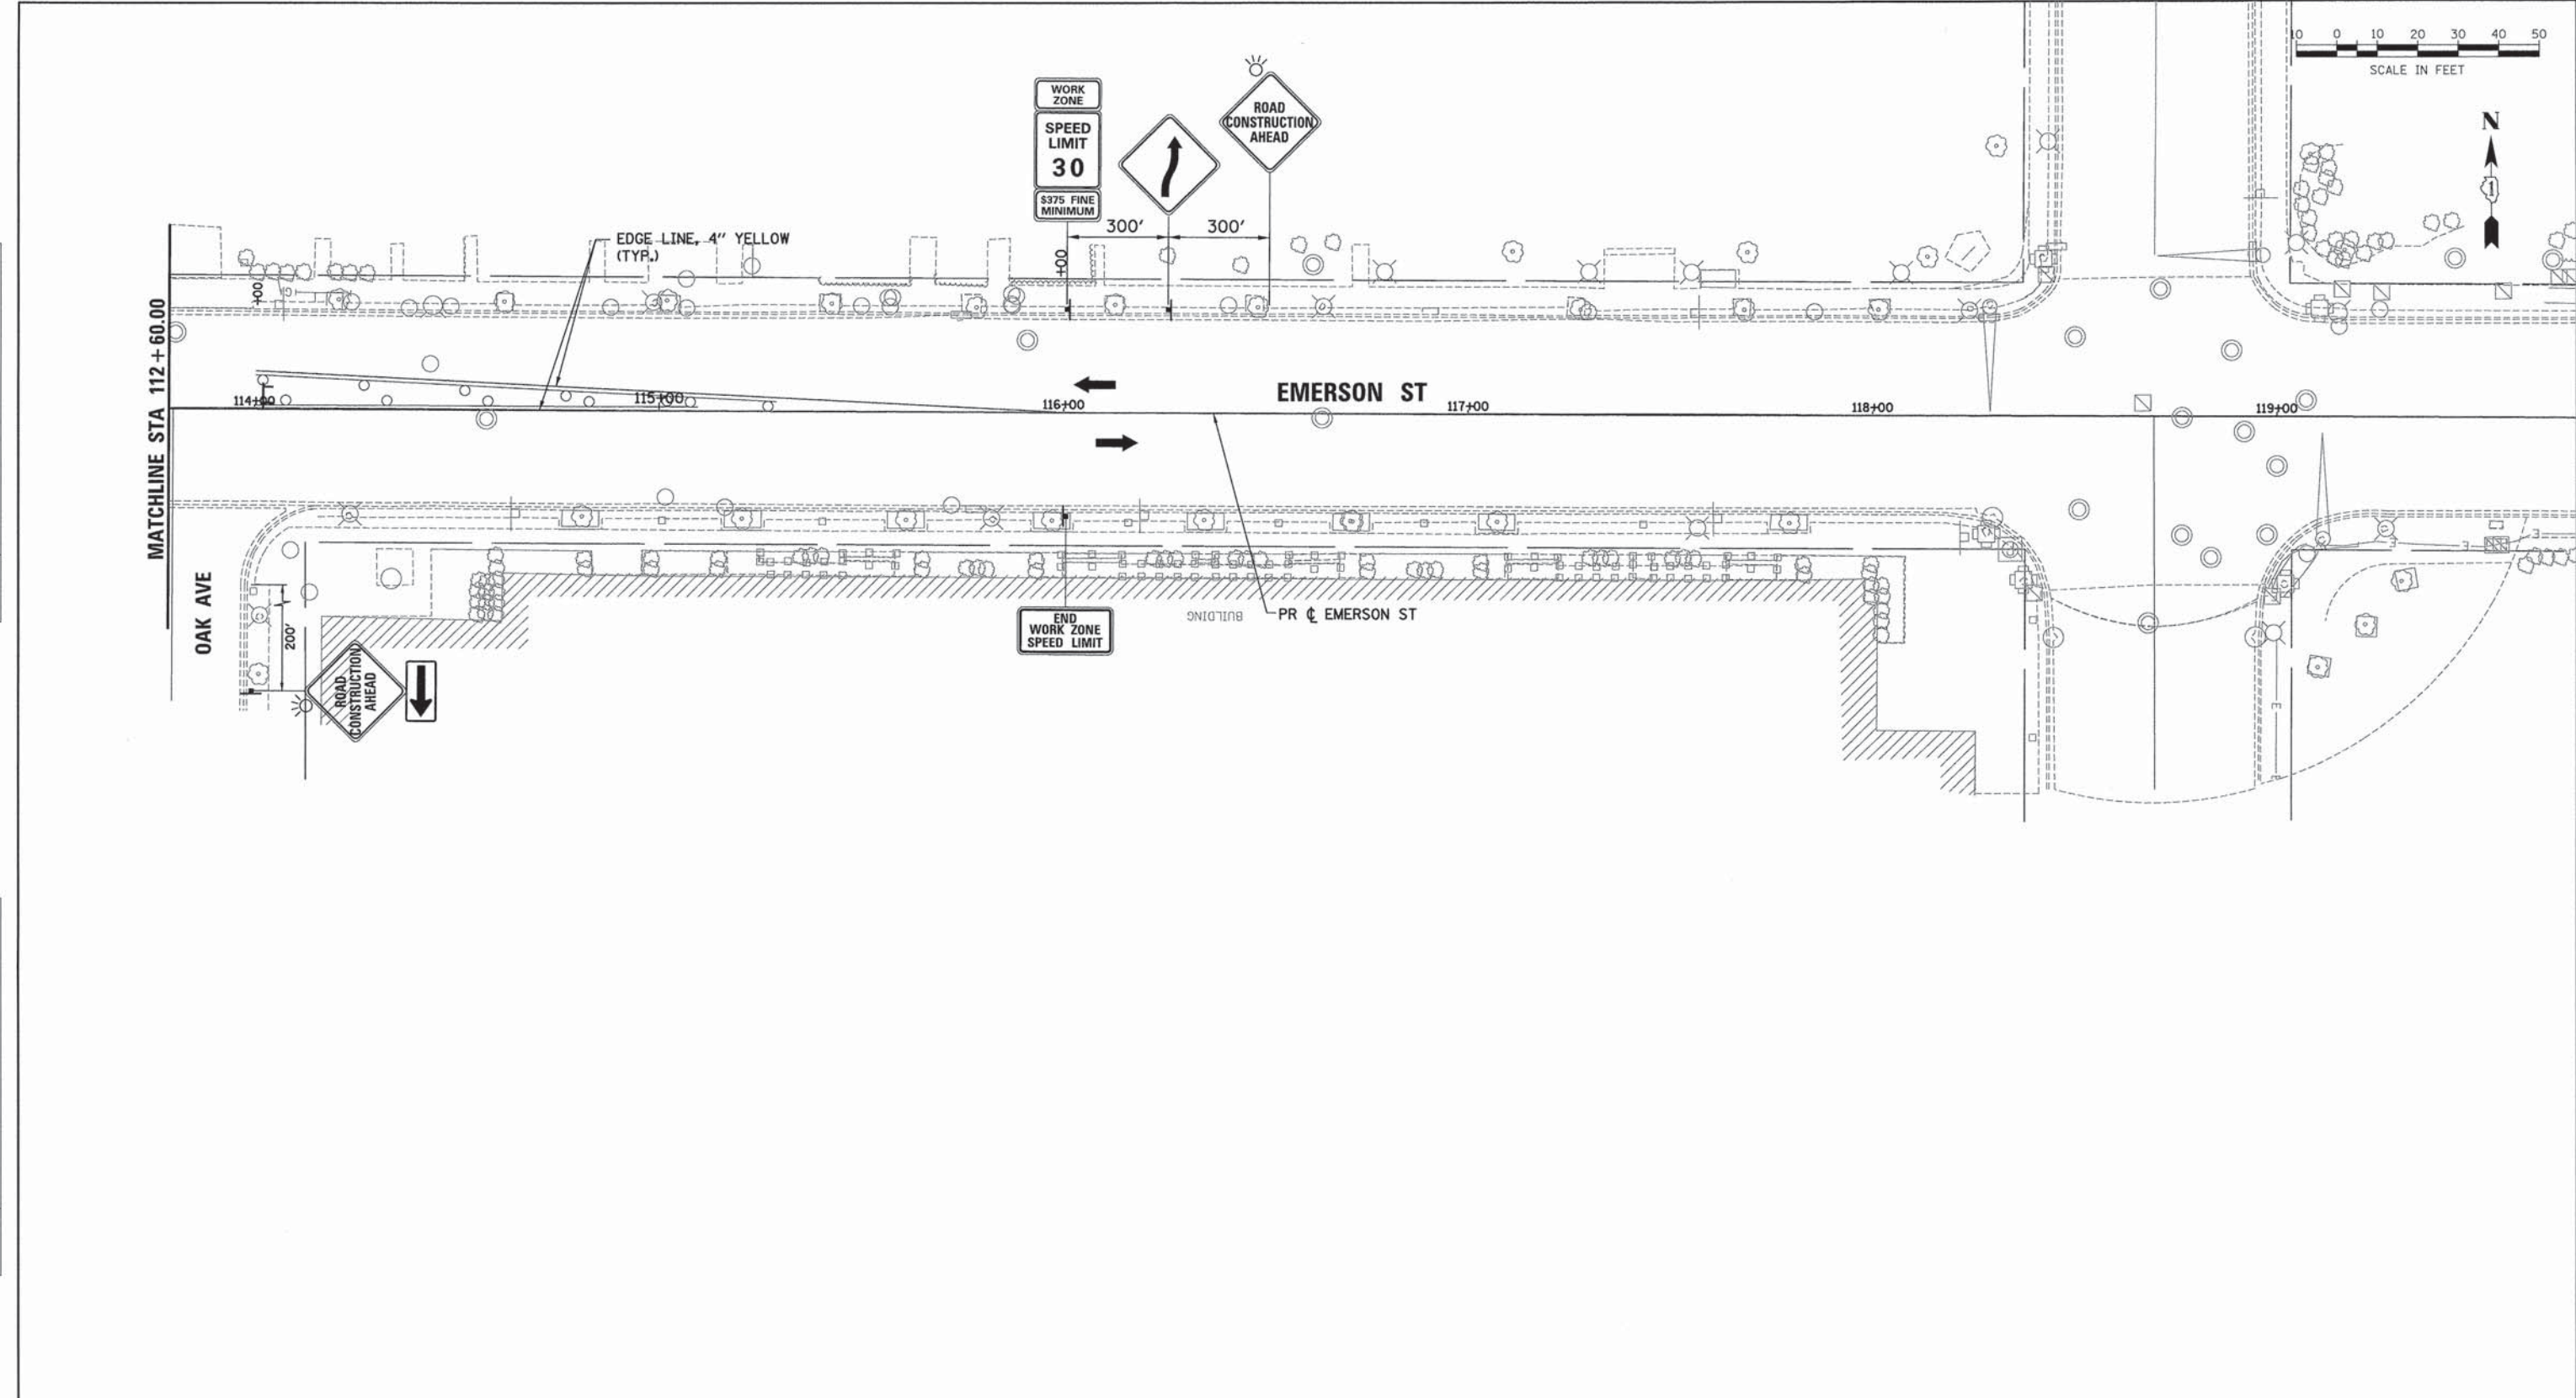 10 0 10 20 30 40 50
SCALE IN FEET
N
1
WORK
ZONE
SPEED
LIMIT
30
$375 FINE
MINIMUM
ROAD
CONSTRUCTION
AHEAD
300' 300'
EDGE LINE, 4" YELLOW
(TYP.)
+00
+00
MATCHLINE STA 112+60.00
EMERSON ST
114+00
115+00
116+00
117+00
118+00
119+00
OAK AVE
200'
END
WORK ZONE
SPEED LIMIT
BUILDING
PR ℄ EMERSON ST
ROAD
CONSTRUCTION
AHEAD
E
E